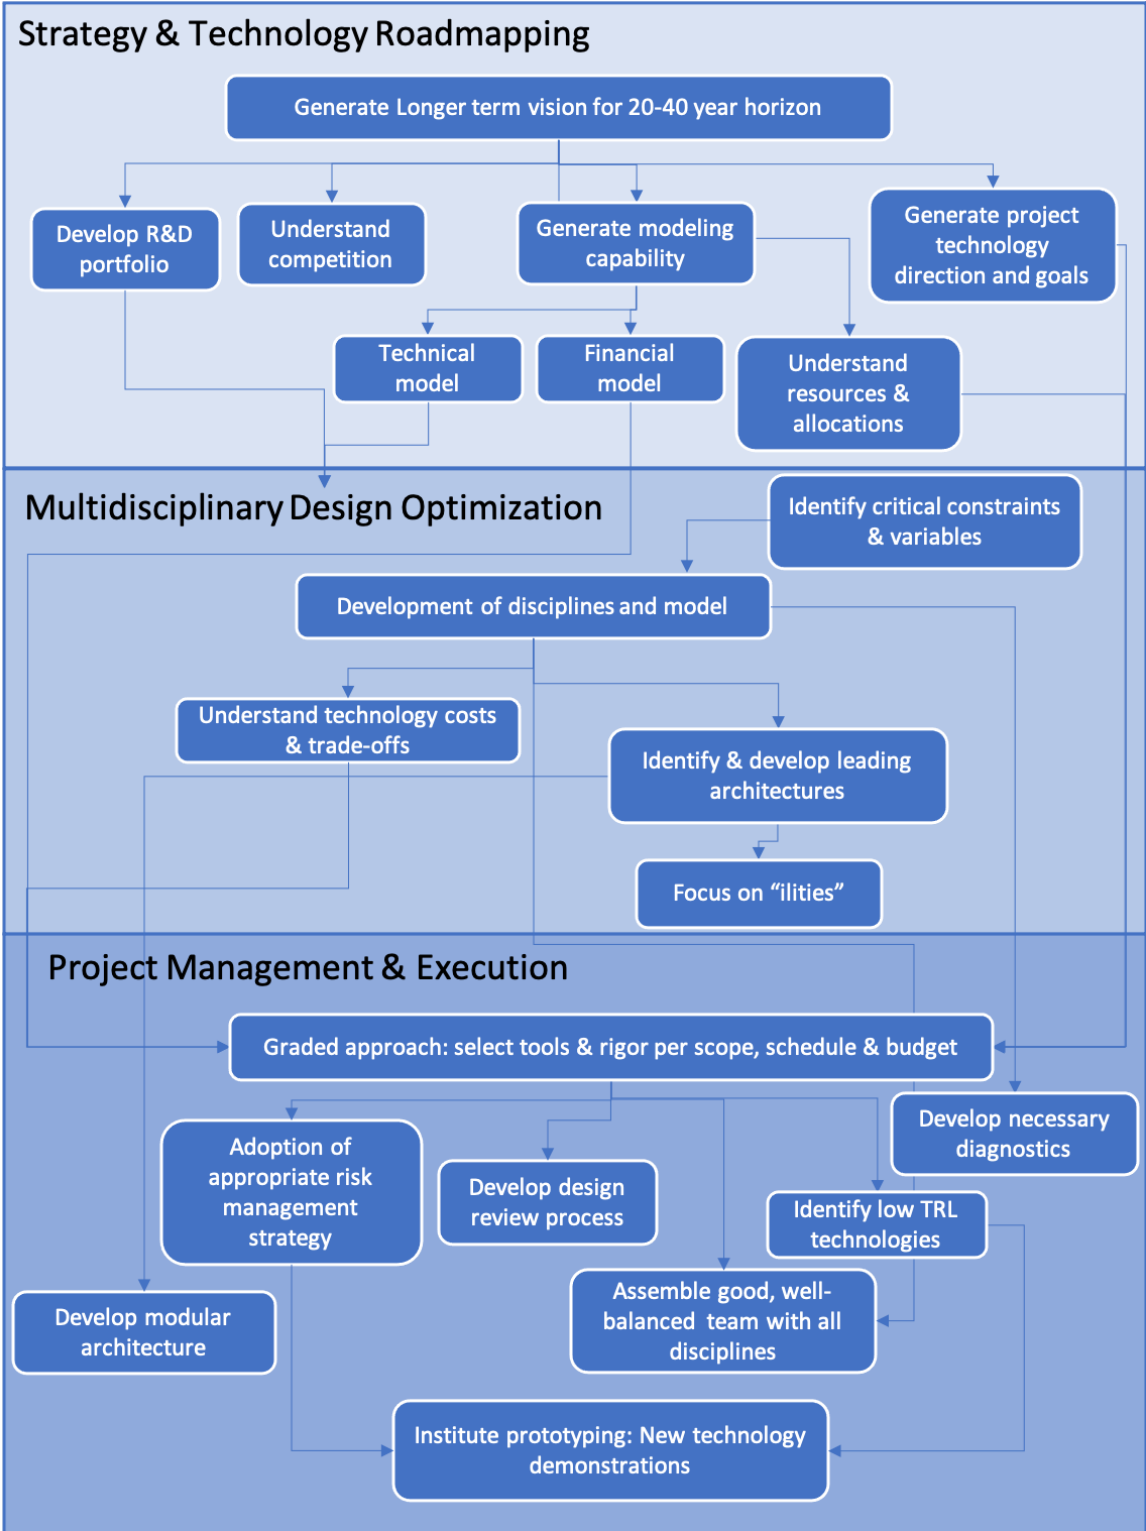 Strategy & Technology Roadmapping
Generate Longer term vision for 20-40 year horizon
Develop R&D
portfolio
Understand
competition
Generate modeling
capability
Generate project
technology
direction and goals
Technical
model
Financial
model
Understand
resources &
allocations
Multidisciplinary Design Optimization
Identify critical constraints
& variables
Development of disciplines and model
Understand technology costs
& trade-offs
Identify & develop leading
architectures
Focus on “ilities”
Project Management & Execution
Graded approach: select tools & rigor per scope, schedule & budget
Develop necessary
diagnostics
Adoption of
appropriate risk
management
strategy
Develop design
review process
Identify low TRL
technologies
Assemble good, well-
balanced team with all
disciplines
Develop modular
architecture
Institute prototyping: New technology
demonstrations